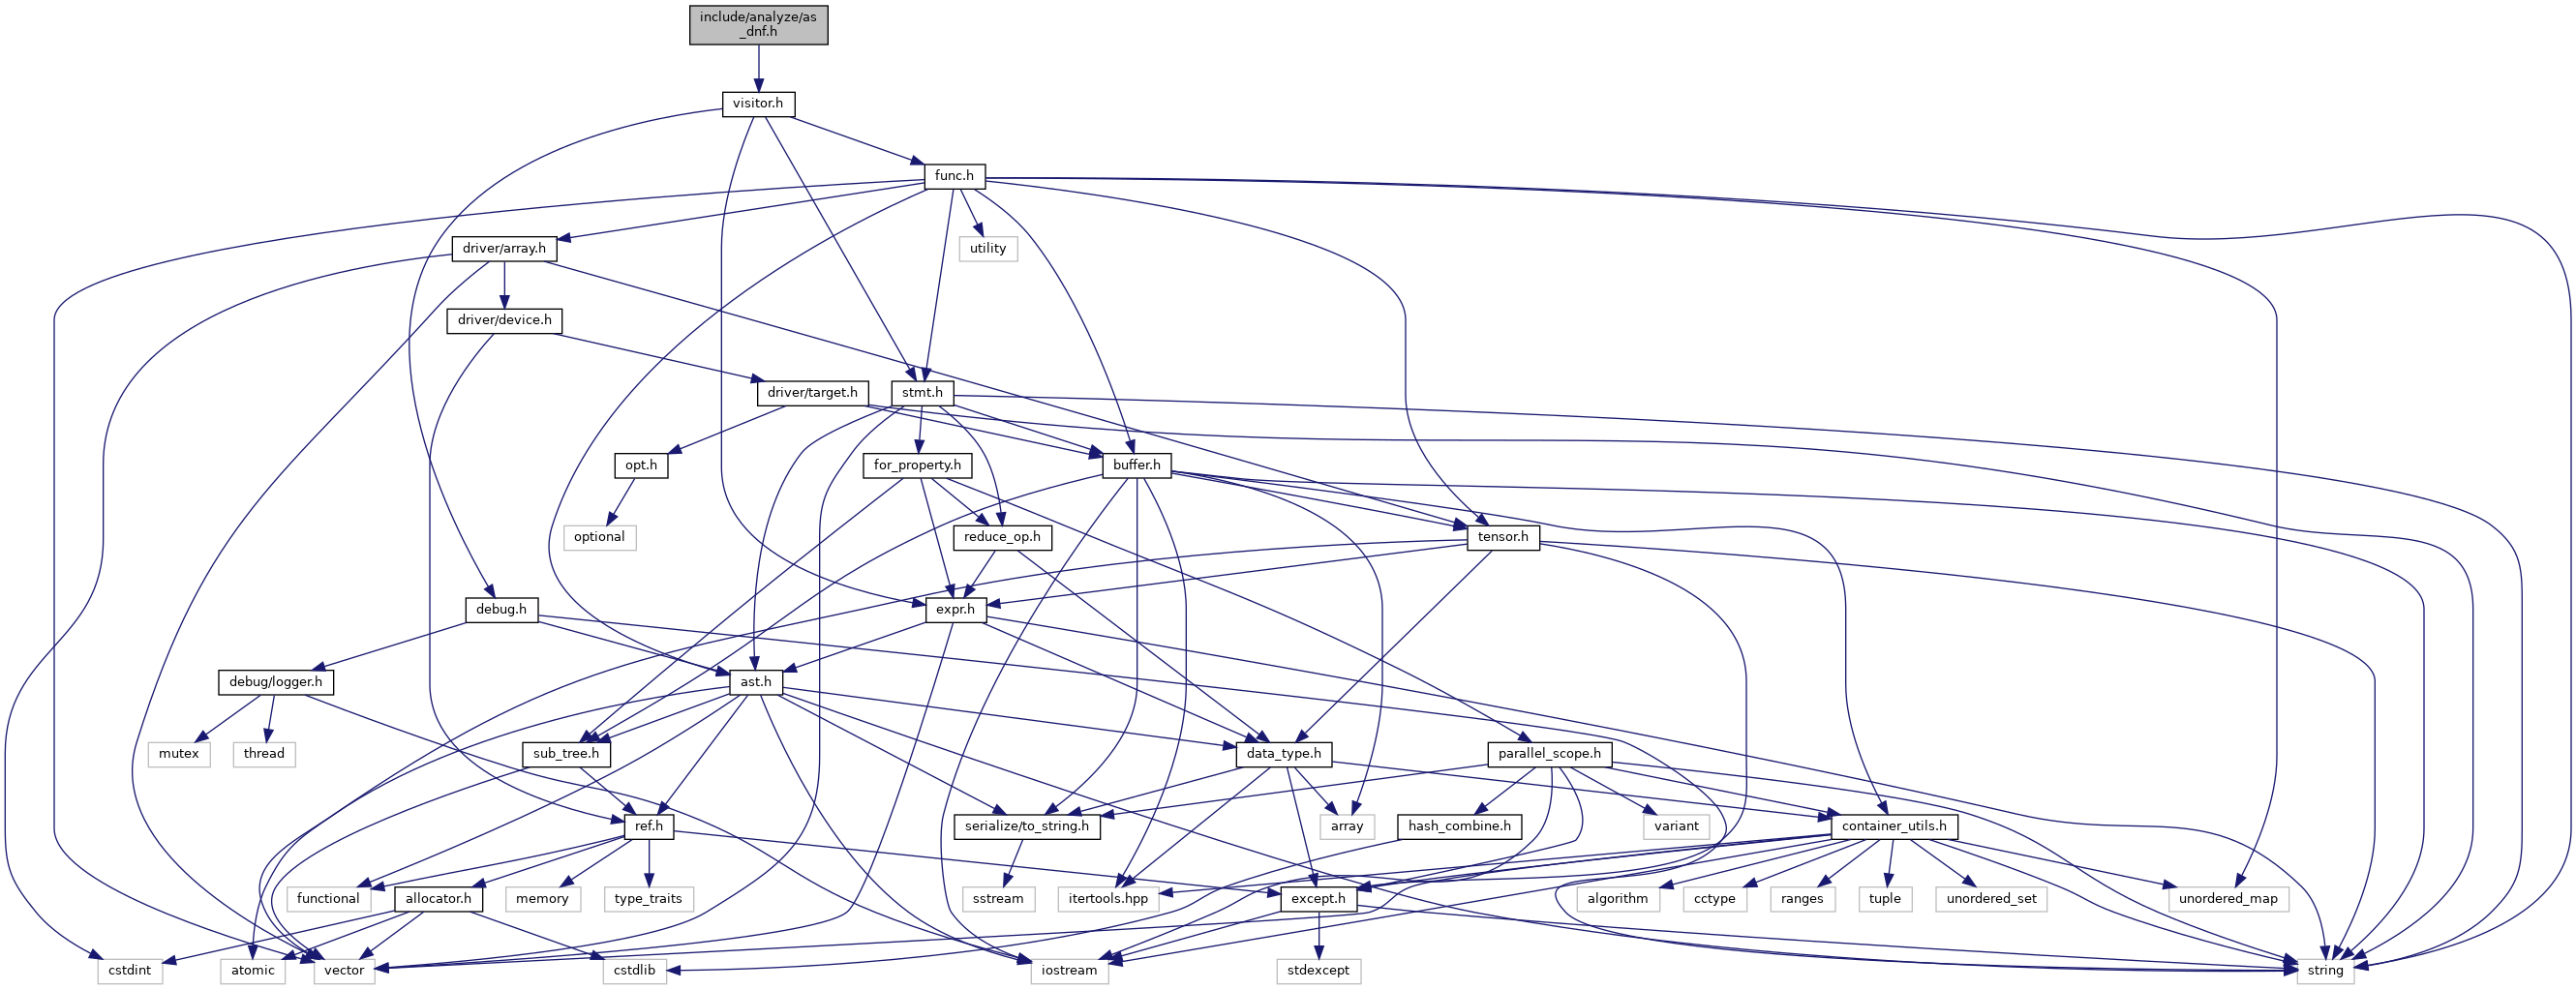 include/analyze/as
_dnf.h
visitor.h
func.h
driver/array.h
utility
driver/device.h
driver/target.h
stmt.h
opt.h
for_property.h
buffer.h
optional
reduce_op.h
tensor.h
debug.h
expr.h
debug/logger.h
ast.h
mutex
thread
sub_tree.h
data_type.h
parallel_scope.h
ref.h
serialize/to_string.h
array
hash_combine.h
variant
container_utils.h
functional
allocator.h
memory
type_traits
sstream
itertools.hpp
except.h
algorithm
cctype
ranges
tuple
unordered_set
unordered_map
cstdint
atomic
vector
cstdlib
iostream
stdexcept
string